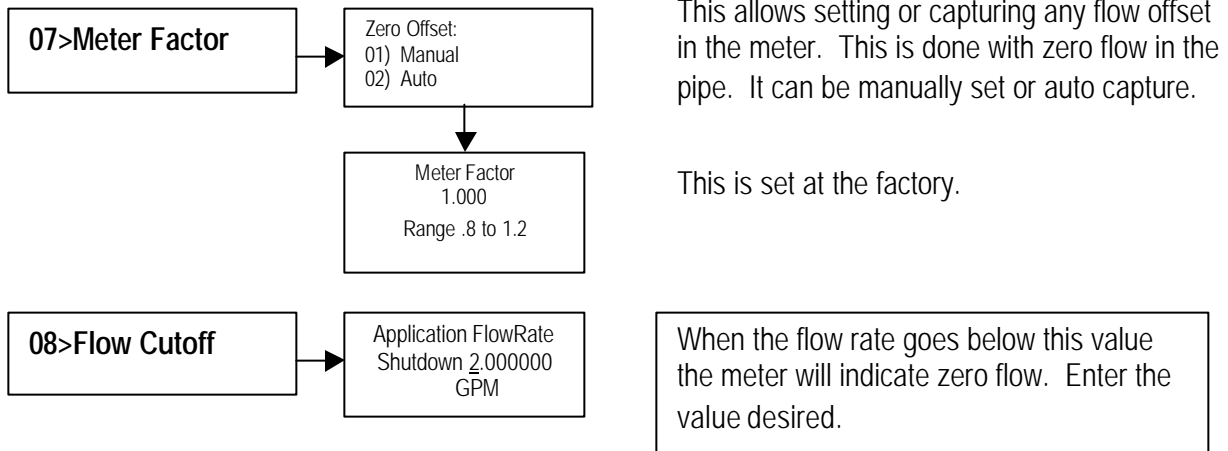 07>Meter Factor
Zero Offset:
01) Manual
02) Auto
This allows setting or capturing any flow offset
in the meter. This is done with zero flow in the
pipe. It can be manually set or auto capture.
Meter Factor
1.000
Range .8 to 1.2
This is set at the factory.
08>Flow Cutoff
Application FlowRate
Shutdown 2.000000
GPM
When the flow rate goes below this value
the meter will indicate zero flow. Enter the
value desired.